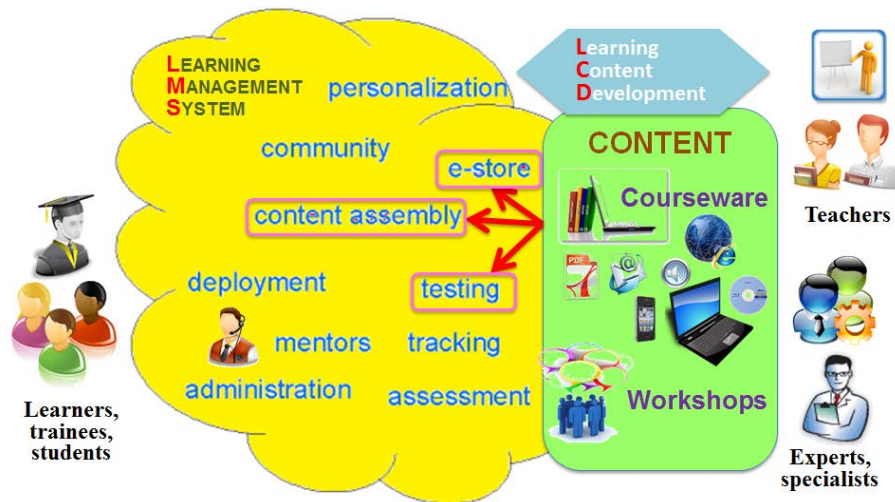 LEARNING
MANAGEMENT
SYSTEM
personalization
community
e-store
content assembly
deployment
testing
mentors
tracking
administration
assessment
Learning
Content
Development
CONTENT
Courseware
PDF
Workshops
Learners,
trainees,
students
Teachers
Experts,
specialists